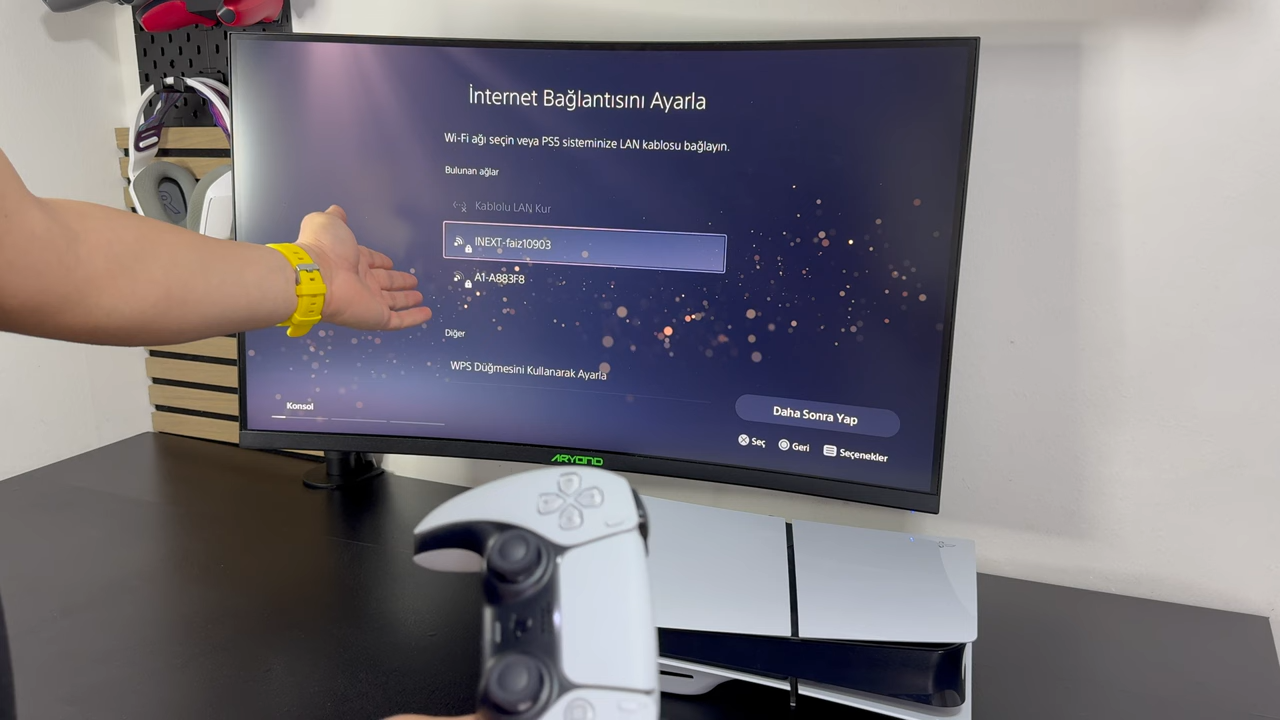 İnternet Bağlantısını Ayarla
Wi-Fi ağı seçin veya PS5 sisteminize LAN kablosu bağlayın.
Bulunan ağlar
Kablolu LAN Kur
INEXT-faiz10903
A1-A883F8
Diğer
WPS Düğmesini Kullanarak Ayarla
Daha Sonra Yap
Konsol
Seç
Geri
Seçenekler
ARYOND